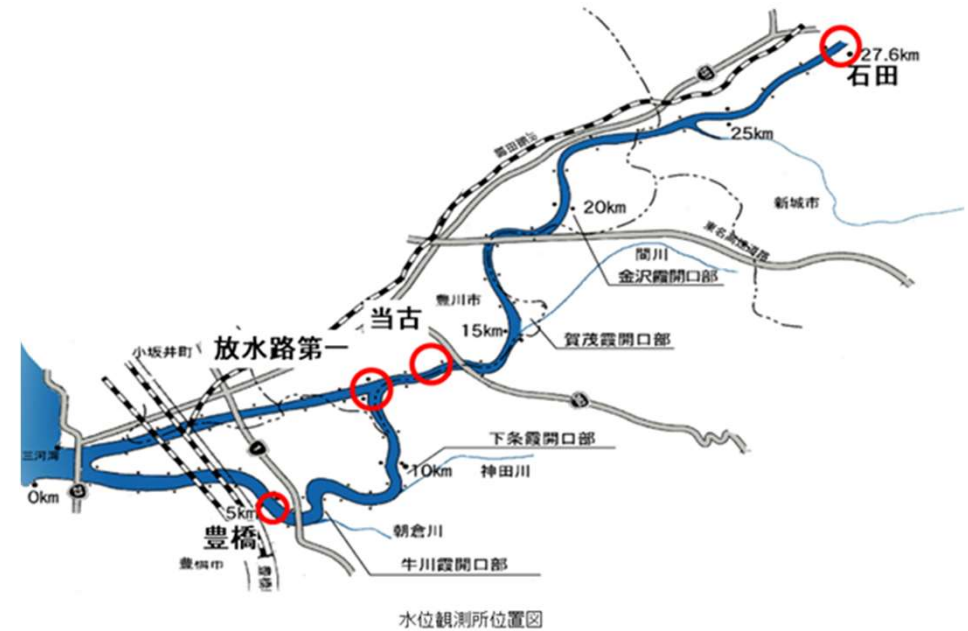 27.6km
石田
25km
新城市
20km
東名高速道路
間川
金沢霞開口部
豊川市
当古
15km
賀茂霞開口部
小坂井町
放水路第一
下条霞開口部
10km
神田川
三河湾
0km
23
5km
豊橋
朝倉川
豊橋市
牛川霞開口部
水位観測所位置図